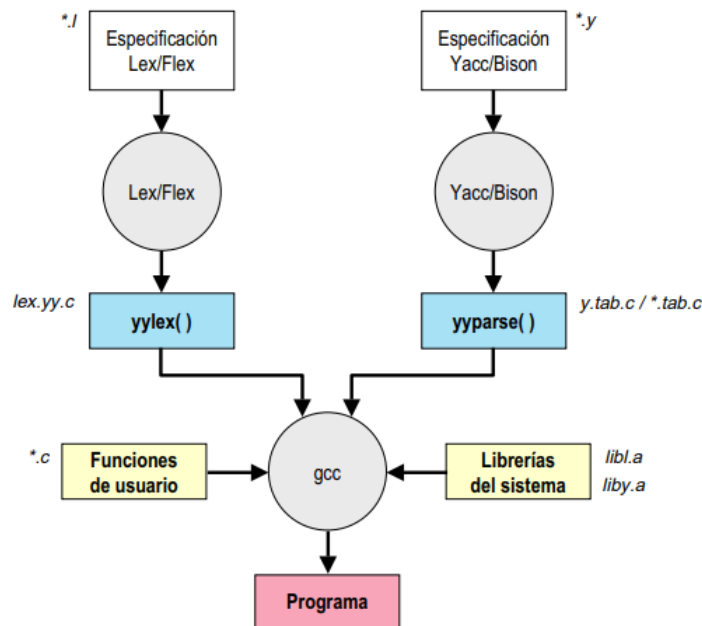 *.l
Especificación
Lex/Flex
*.y
Especificación
Yacc/Bison
Lex/Flex
Yacc/Bison
lex.yy.c
yylex( )
yyparse( )
y.tab.c / *.tab.c
*.c
Funciones
de usuario
gcc
Librerías
del sistema
libl.a
liby.a
Programa